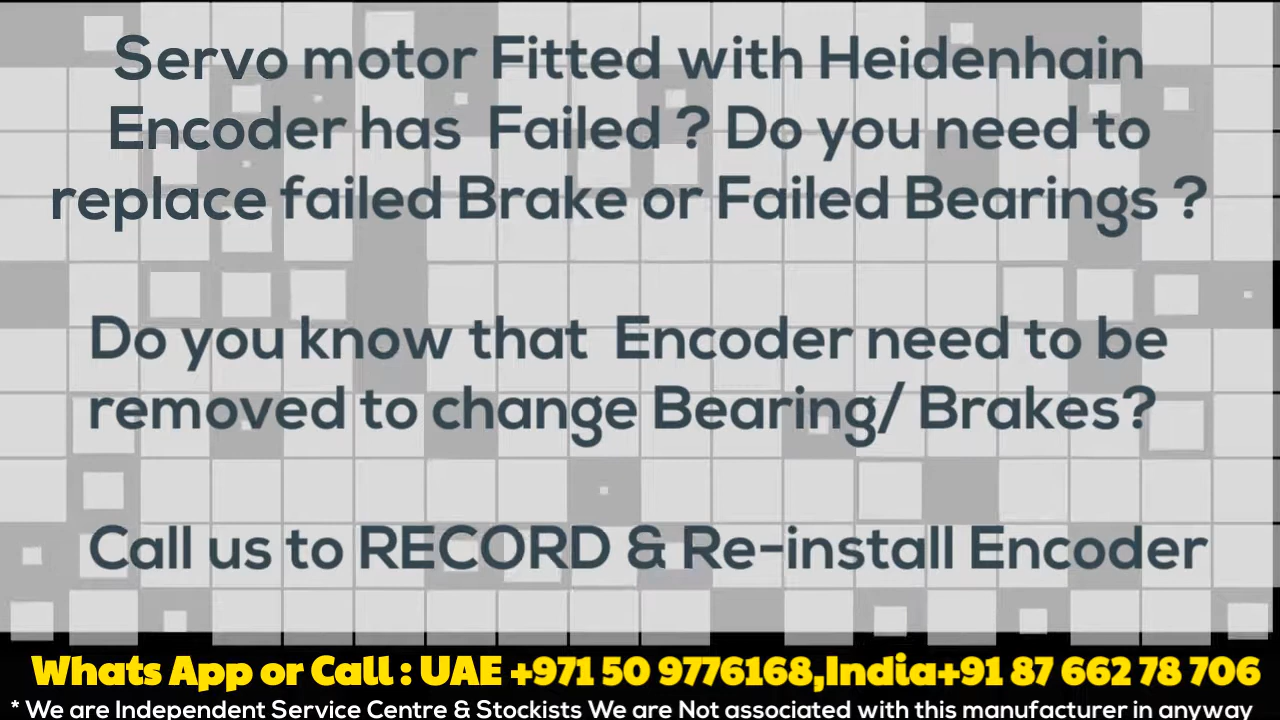 Servo motor Fitted with Heidenhain
Encoder has Failed ? Do you need to
replace failed Brake or Failed Bearings ?
Do you know that Encoder need to be
removed to change Bearing/ Brakes?
Call us to RECORD & Re-install Encoder
Whats App or Call : UAE +971 50 9776168,India+91 87 662 78 706
* We are Independent Service Centre & Stockists We are Not associated with this manufacturer in anyway